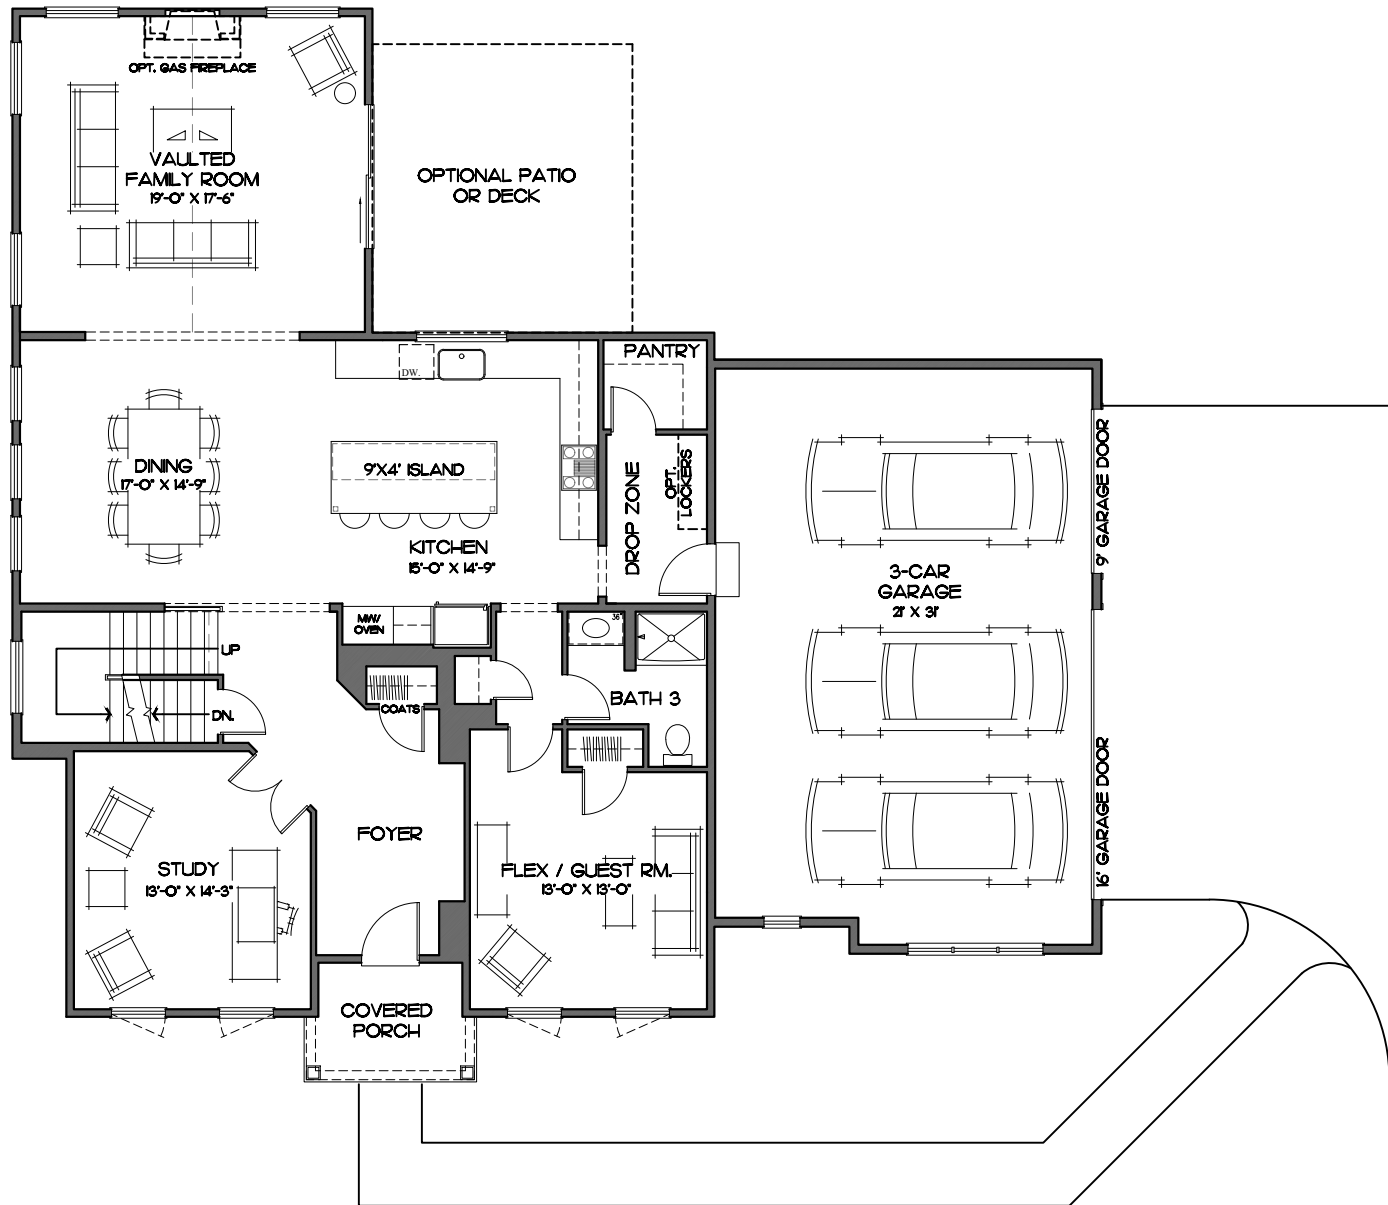 OPT. GAS FIREPLACE
VAULTED
FAMILY ROOM
19'-0" X 17'-6"
OPTIONAL PATIO
OR DECK
PANTRY
DW.
DINING
17'-0" X 14'-9"
9'X4' ISLAND
KITCHEN
15'-0" X 14'-9"
DROP ZONE
OPT.
LOCKERS
3-CAR
GARAGE
21' X 31'
9' GARAGE DOOR
16' GARAGE DOOR
MW/
OVEN
36"
UP
DN.
COATS
BATH 3
FOYER
STUDY
13'-0" X 14'-3"
FLEX / GUEST RM.
13'-0" X 13'-0"
COVERED
PORCH